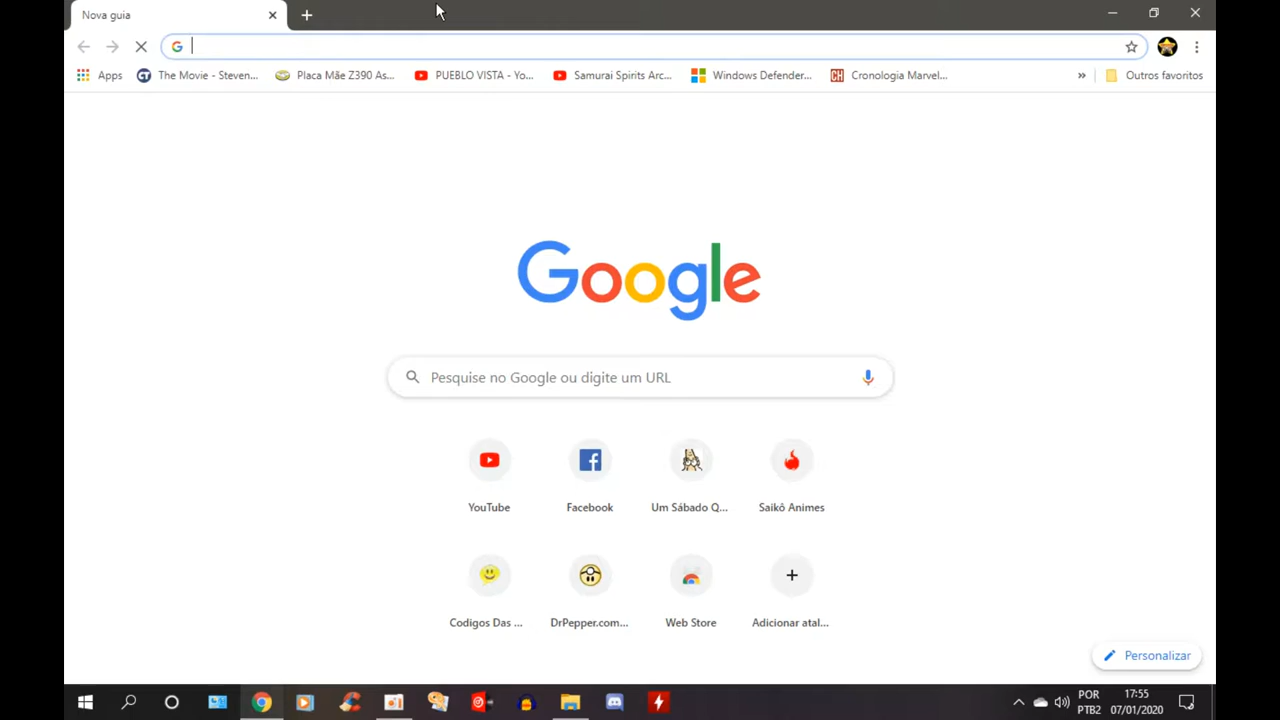 Nova guia
Apps
The Movie - Steven...
Placa Mãe Z390 As...
PUEBLO VISTA - Yo...
Samurai Spirits Arc...
Windows Defender...
CH
Cronologia Marvel...
»
Outros favoritos
Google
Pesquise no Google ou digite um URL
YouTube
Facebook
Um Sábado Q...
Saikô Animes
Codigos Das ...
DrPepper.com...
Web Store
Adicionar atal...
Personalizar
POR
PTB2
17:55
07/01/2020